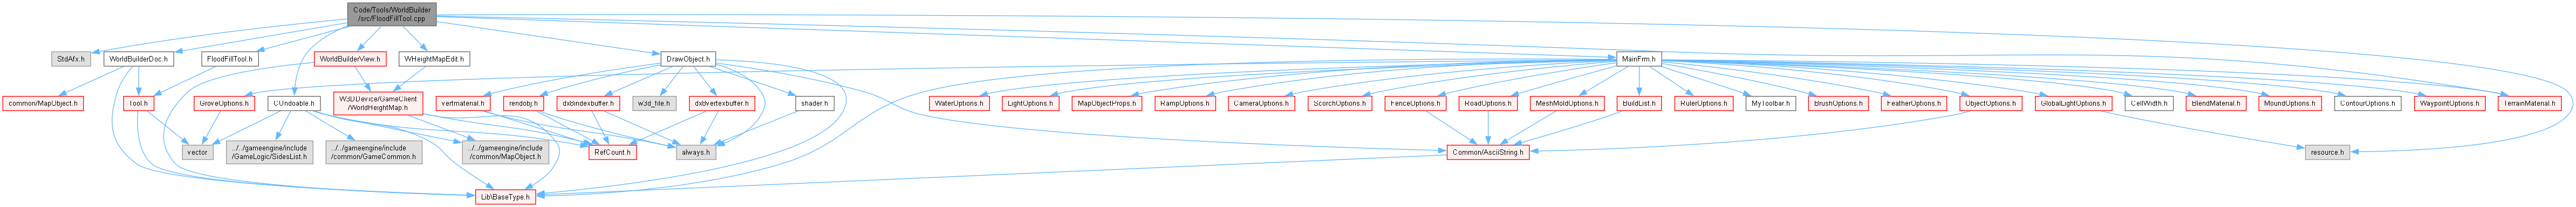 Code/Tools/WorldBuilder
/src/FloodFillTool.cpp
StdAfx.h
WorldBuilderDoc.h
FloodFillTool.h
WorldBuilderView.h
WHeightMapEdit.h
DrawObject.h
MainFrm.h
common/MapObject.h
Tool.h
GroveOptions.h
CUndoable.h
W3DDevice/GameClient
/WorldHeightMap.h
vertmaterial.h
rendobj.h
dx8indexbuffer.h
w3d_file.h
dx8vertexbuffer.h
shader.h
WaterOptions.h
LightOptions.h
MapObjectProps.h
RampOptions.h
CameraOptions.h
ScorchOptions.h
FenceOptions.h
RoadOptions.h
MeshMoldOptions.h
BuildList.h
RulerOptions.h
MyToolbar.h
BrushOptions.h
FeatherOptions.h
ObjectOptions.h
GlobalLightOptions.h
CellWidth.h
BlendMaterial.h
MoundOptions.h
ContourOptions.h
WaypointOptions.h
TerrainMaterial.h
vector
../../gameengine/include
/GameLogic/SidesList.h
../../gameengine/include
/common/GameCommon.h
../../gameengine/include
/common/MapObject.h
RefCount.h
always.h
Common/AsciiString.h
resource.h
Lib\BaseType.h